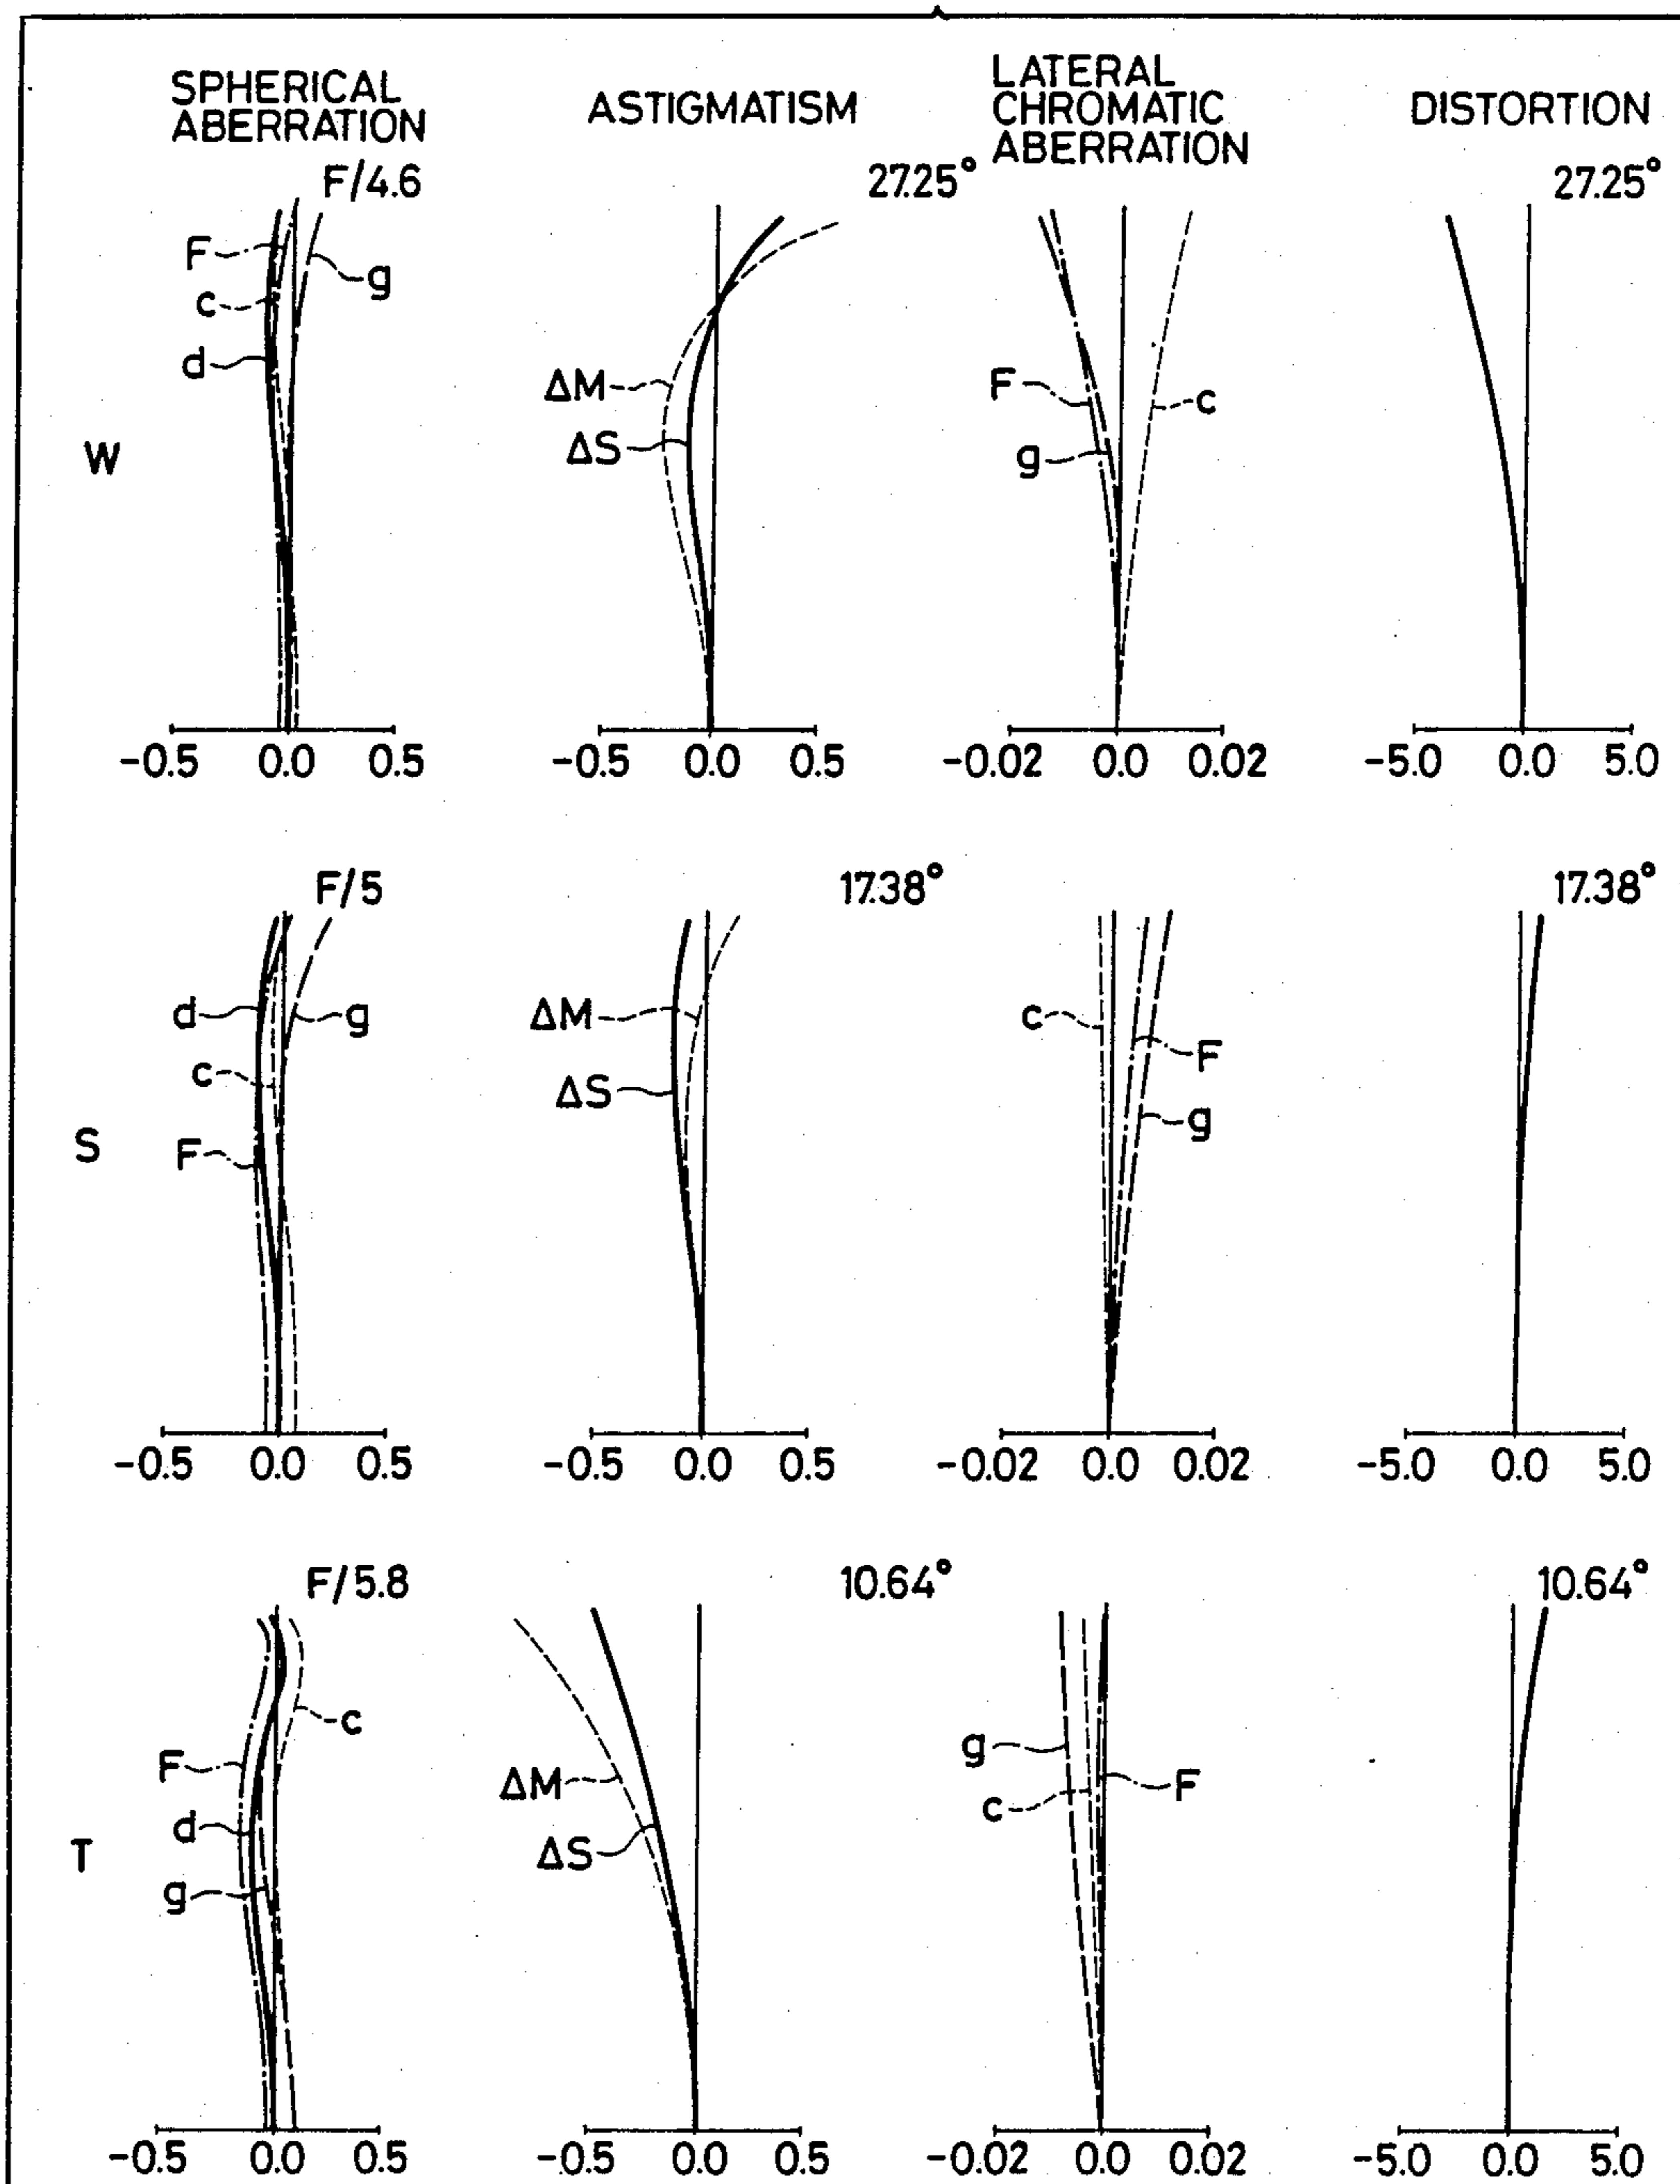 SPHERICAL
ABERRATION
ASTIGMATISM
LATERAL
CHROMATIC
ABERRATION
DISTORTION
F/4.6
27.25°
27.25°
F
c
d
g
ΔM
ΔS
F
g
c
W
-0.5 0.0 0.5
-0.5 0.0 0.5
-0.02 0.0 0.02
-5.0 0.0 5.0
F/5
17.38°
17.38°
d
g
c
F
ΔM
ΔS
c
F
g
S
-0.5 0.0 0.5
-0.5 0.0 0.5
-0.02 0.0 0.02
-5.0 0.0 5.0
F/5.8
10.64°
10.64°
c
F
d
g
ΔM
ΔS
g
c
F
T
-0.5 0.0 0.5
-0.5 0.0 0.5
-0.02 0.0 0.02
-5.0 0.0 5.0